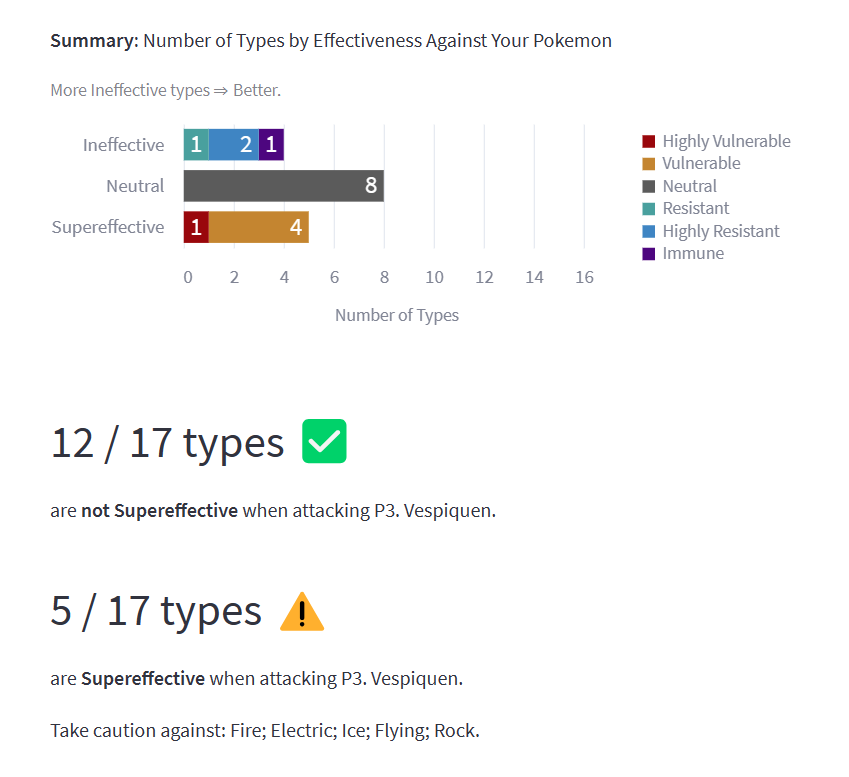 Summary: Number of Types by Effectiveness Against Your Pokemon
More Ineffective types ⇒ Better.
Ineffective 1 2 1
Neutral 8
Supereffective 1 4
0 2 4 6 8 10 12 14 16
Number of Types
Highly Vulnerable
Vulnerable
Neutral
Resistant
Highly Resistant
Immune
12 / 17 types ✅
are not Supereffective when attacking P3. Vespiquen.
5 / 17 types ⚠️
are Supereffective when attacking P3. Vespiquen.
Take caution against: Fire; Electric; Ice; Flying; Rock.